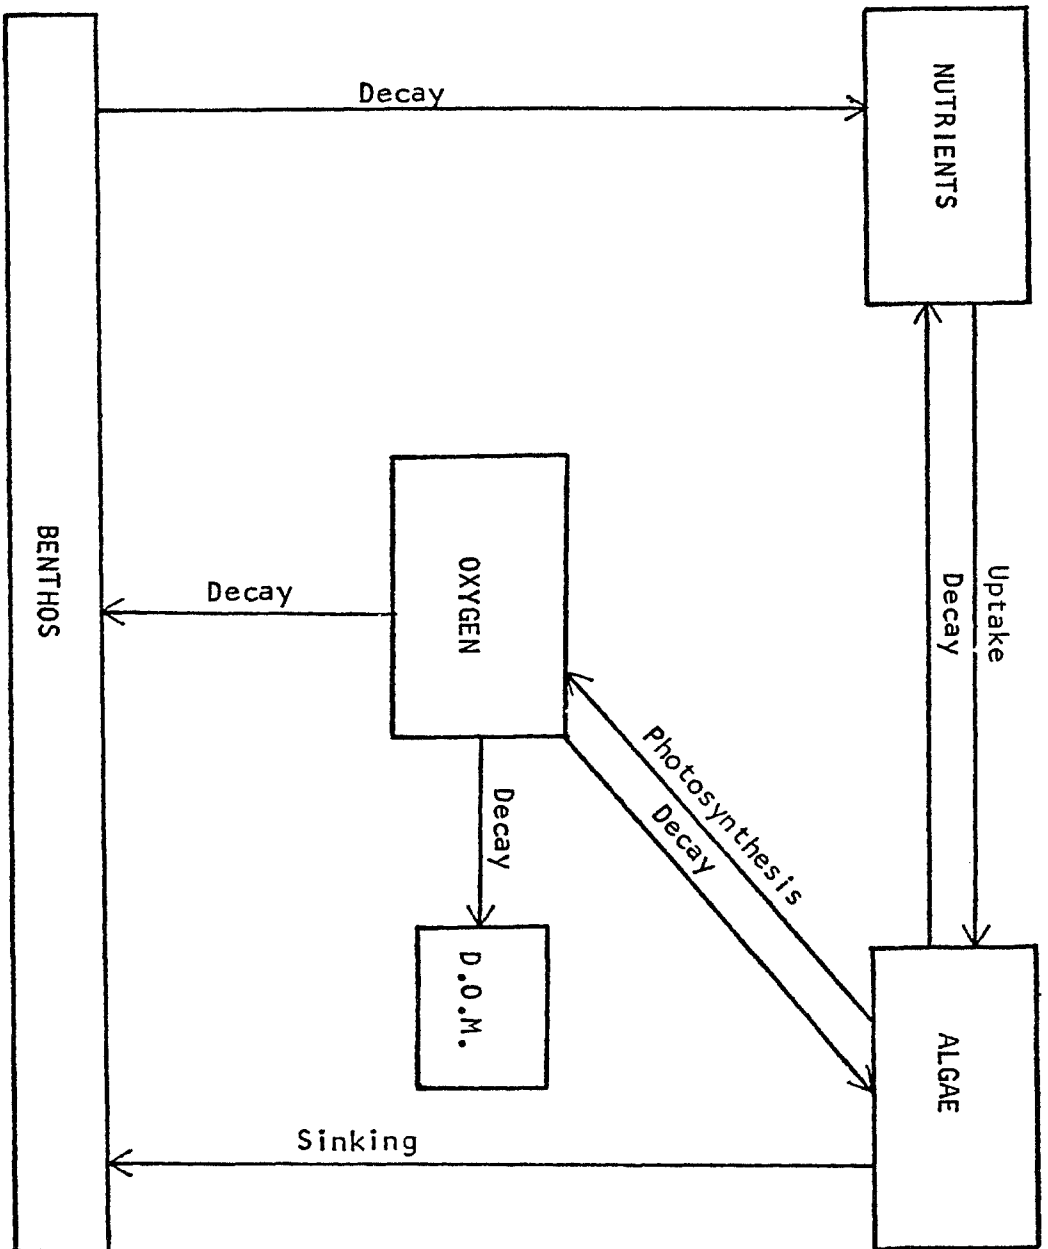 NUTRIENTS
Uptake
Decay
ALGAE
Decay
Photosynthesis
Decay
OXYGEN
Decay
D.O.M.
Decay
Sinking
BENTHOS